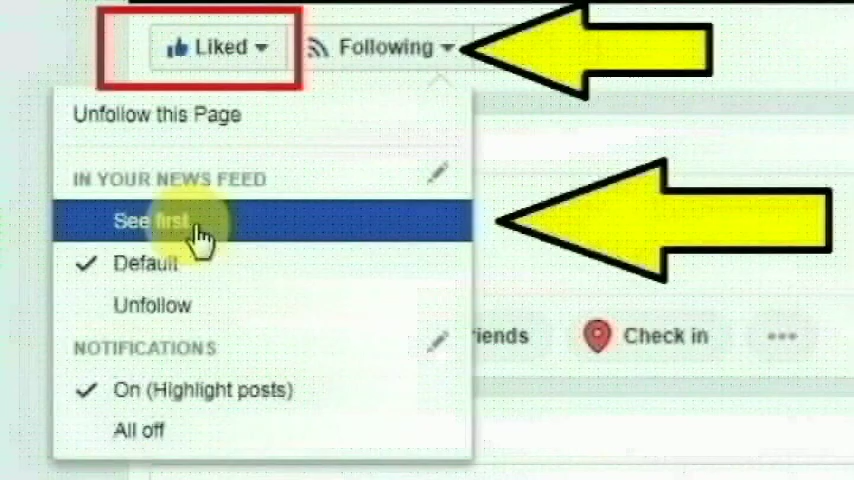 Liked Following
Unfollow this Page
IN YOUR NEWS FEED
See first
Default
Unfollow
riends Check in
NOTIFICATIONS
On (Highlight posts)
All off